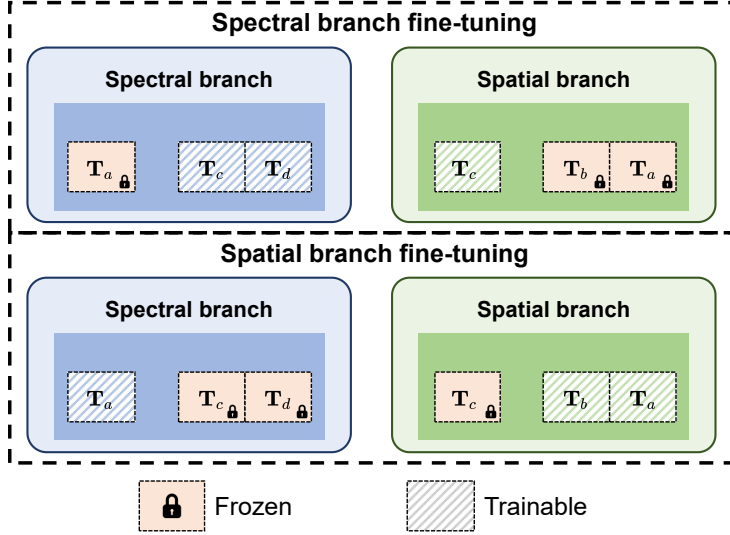 Spectral branch fine-tuning
Spectral branch
Spatial branch
T_a
T_c
T_d
T_c
T_b
T_a
Spatial branch fine-tuning
Spectral branch
Spatial branch
T_a
T_c
T_d
T_c
T_b
T_a
Frozen
Trainable